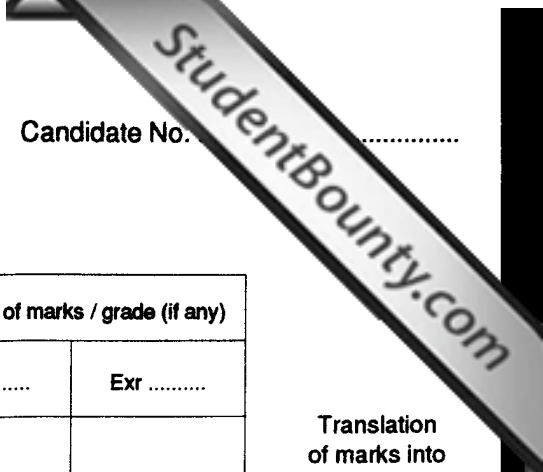 StudentBounty.com
Candidate No. ..............
of marks / grade (if any)
..... Exr ..........
Translation
of marks into